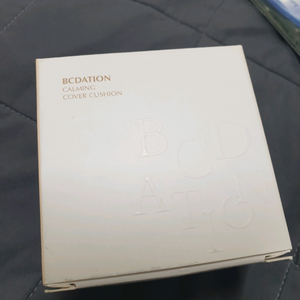 BCDATION
CALMING
COVER CUSHION
B
C D
A T I O